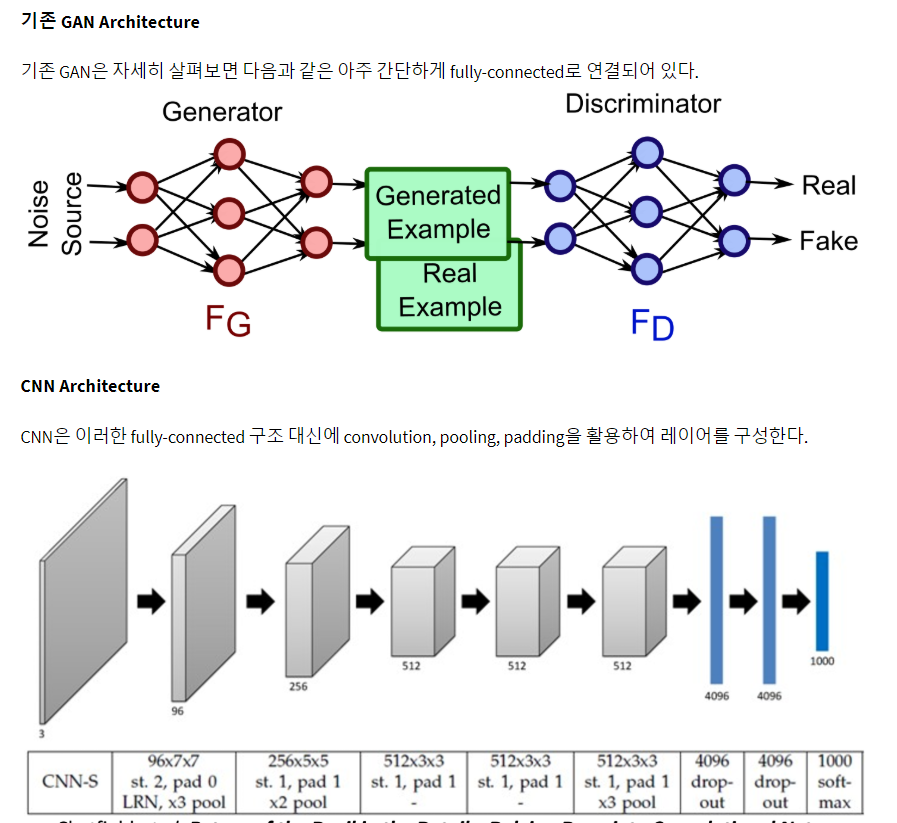 기존 GAN Architecture
기존 GAN은 자세히 살펴보면 다음과 같은 아주 간단하게 fully-connected로 연결되어 있다.
Generator
Discriminator
Noise
Source
Generated
Example
Real
Example
Real
Fake
FG
FD
CNN Architecture
CNN은 이러한 fully-connected 구조 대신에 convolution, pooling, padding을 활용하여 레이어를 구성한다.
3
96
256
512
512
512
4096
4096
1000
CNN-S
96x7x7
st. 2, pad 0
LRN, x3 pool
256x5x5
st. 1, pad 1
x2 pool
512x3x3
st. 1, pad 1
-
512x3x3
st. 1, pad 1
-
512x3x3
st. 1, pad 1
x3 pool
4096
drop-
out
4096
drop-
out
1000
soft-
max